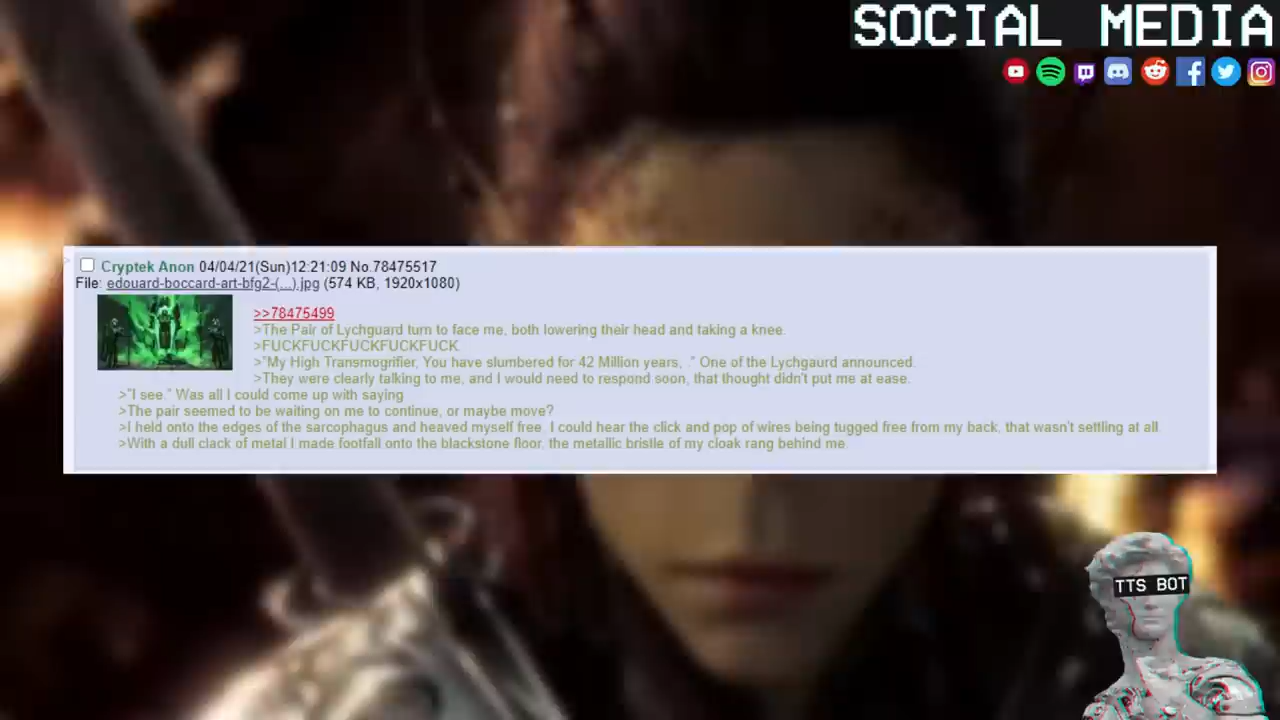 SOCIAL MEDIA
Cryptek Anon 04/04/21(Sun)12:21:09 No.78475517
File: edouard-boccard-art-bfg2-(...).jpg (574 KB, 1920x1080)
>>78475499
>The Pair of Lychguard turn to face me, both lowering their head and taking a knee.
>FUCKFUCKFUCKFUCKFUCK
>"My High Transmogrifier, You have slumbered for 42 Million years, ." One of the Lychgaurd announced.
>They were clearly talking to me, and I would need to respond soon, that thought didn't put me at ease.
>"I see." Was all I could come up with saying
>The pair seemed to be waiting on me to continue, or maybe move?
>I held onto the edges of the sarcophagus and heaved myself free. I could hear the click and pop of wires being tugged free from my back, that wasn't settling at all.
>With a dull clack of metal I made footfall onto the blackstone floor, the metallic bristle of my cloak rang behind me.
TTS BOT